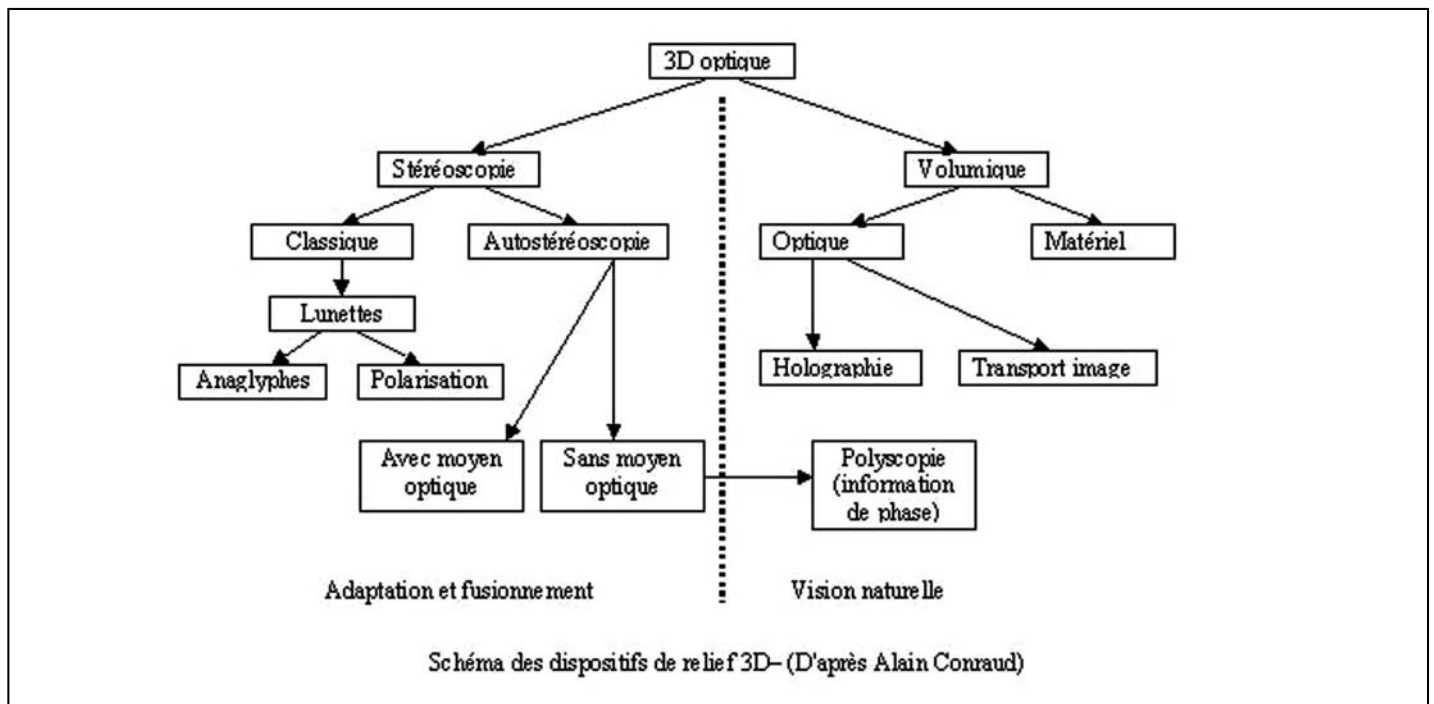 3D optique
Stéréoscopie
Volumique
Classique
Autostéréoscopie
Optique
Matériel
Lunettes
Anaglyphes
Polarisation
Holographie
Transport image
Avec moyen
optique
Sans moyen
optique
Polyscopie
(information
de phase)
Adaptation et fusionnement
Vision naturelle
Schéma des dispositifs de relief 3D– (D'après Alain Conraud)